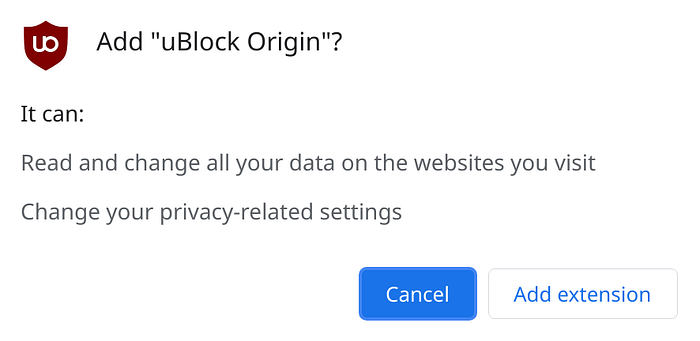 uo
Add "uBlock Origin"?
It can:
Read and change all your data on the websites you visit
Change your privacy-related settings
Cancel
Add extension